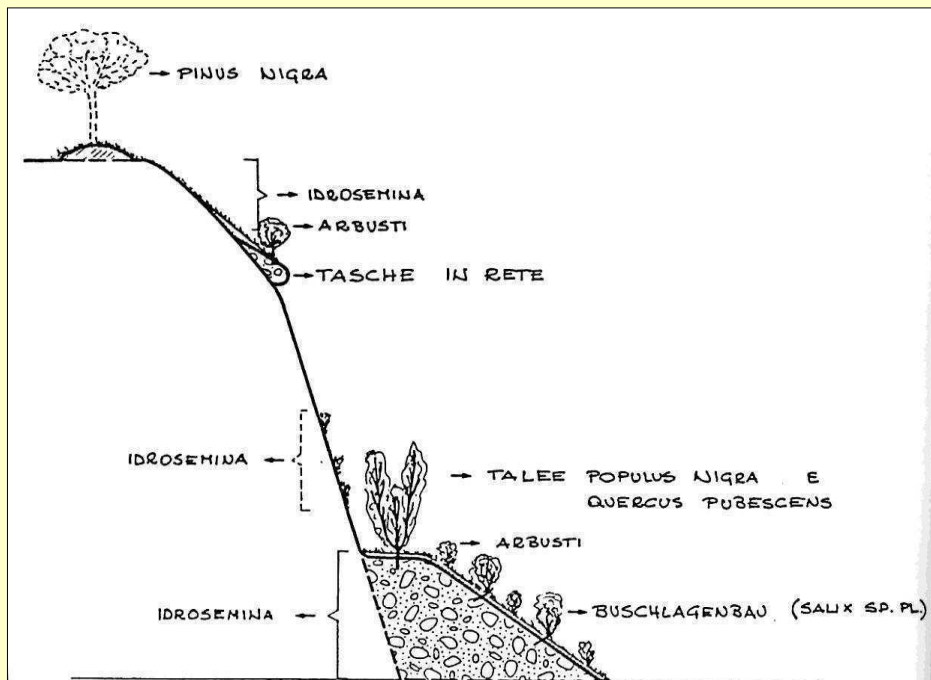 PINUS NIGRA
IDROSEMINA
ARBUSTI
TASCHE IN RETE
IDROSEMINA
TALEE POPULUS NIGRA E
QUERCUS PUBESCENS
ARBUSTI
IDROSEMINA
BUSCHLAGENBAU (SALIX SP. PL.)